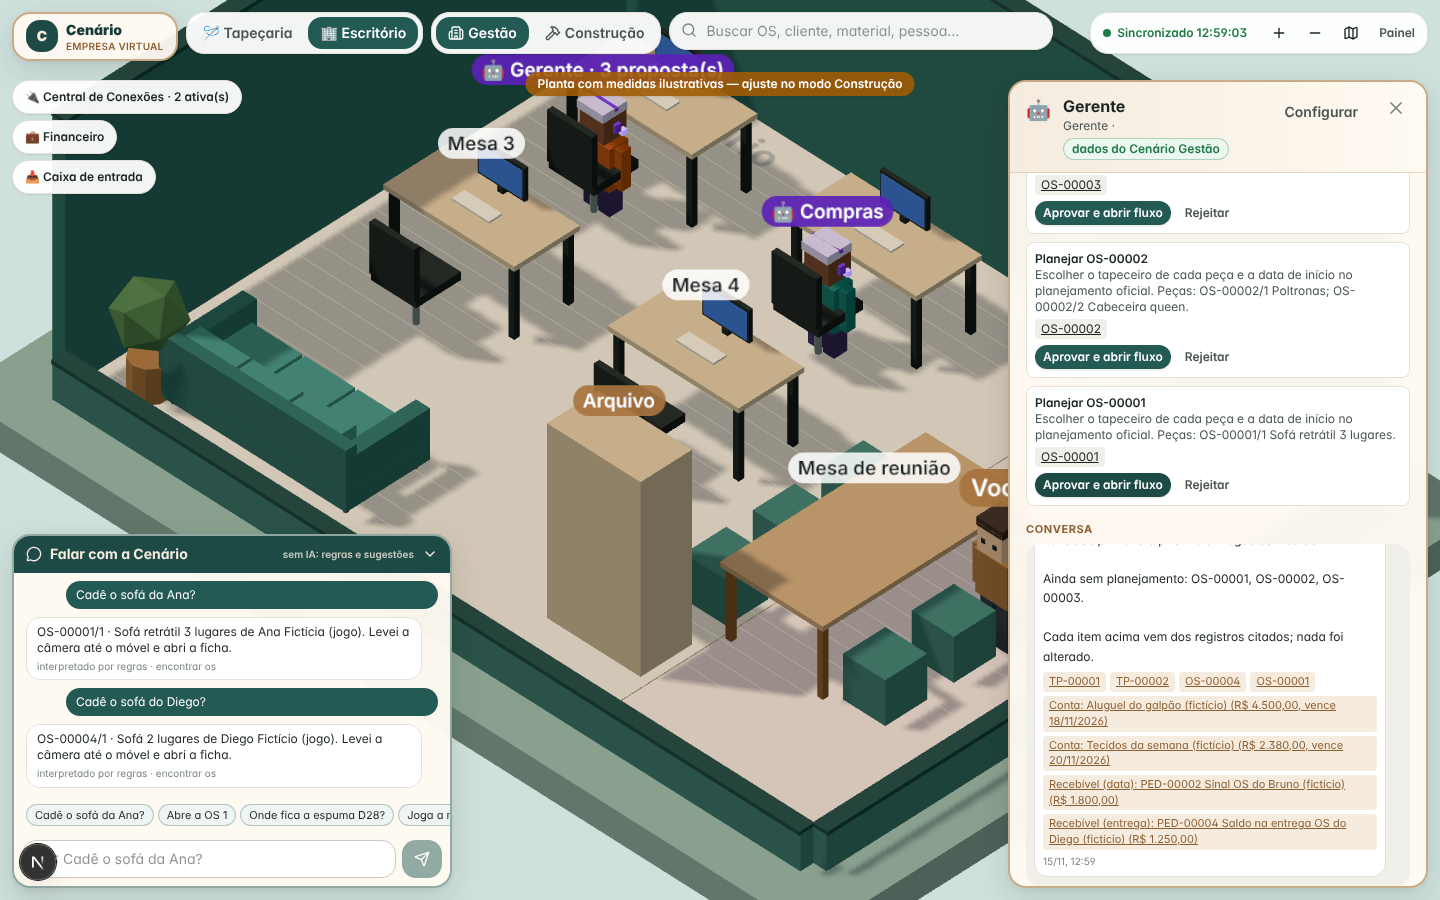 C
Cenário
EMPRESA VIRTUAL
Tapeçaria
Escritório
Gestão
Construção
Buscar OS, cliente, material, pessoa...
Sincronizado 12:59:03
Painel
Gerente · 3 proposta(s)
Planta com medidas ilustrativas — ajuste no modo Construção
Central de Conexões · 2 ativa(s)
Financeiro
Caixa de entrada
Mesa 3
Compras
Mesa 4
Arquivo
Mesa de reunião
Gerente
Gerente ·
dados do Cenário Gestão
Configurar
OS-00003
Aprovar e abrir fluxo
Rejeitar
Planejar OS-00002
Escolher o tapeceiro de cada peça e a data de início no
planejamento oficial. Peças: OS-00002/1 Poltronas; OS-
00002/2 Cabeceira queen.
OS-00002
Aprovar e abrir fluxo
Rejeitar
Planejar OS-00001
Escolher o tapeceiro de cada peça e a data de início no
planejamento oficial. Peças: OS-00001/1 Sofá retrátil 3 lugares.
OS-00001
Aprovar e abrir fluxo
Rejeitar
CONVERSA
Ainda sem planejamento: OS-00001, OS-00002, OS-
00003.
Cada item acima vem dos registros citados; nada foi
alterado.
TP-00001
TP-00002
OS-00004
OS-00001
Conta: Aluguel do galpão (fictício) (R$ 4.500,00, vence
18/11/2026)
Conta: Tecidos da semana (fictício) (R$ 2.380,00, vence
20/11/2026)
Recebível (data): PED-00002 Sinal OS do Bruno (fictício)
(R$ 1.800,00)
Recebível (entrega): PED-00004 Saldo na entrega OS do
Diego (fictício) (R$ 1.250,00)
15/11, 12:59
Falar com a Cenário
sem IA: regras e sugestões
Cadê o sofá da Ana?
OS-00001/1 · Sofá retrátil 3 lugares de Ana Fictícia (jogo). Levei a
câmera até o móvel e abri a ficha.
interpretado por regras · encontrar os
Cadê o sofá do Diego?
OS-00004/1 · Sofá 2 lugares de Diego Fictício (jogo). Levei a
câmera até o móvel e abri a ficha.
interpretado por regras · encontrar os
Cadê o sofá da Ana?
Abre a OS 1
Onde fica a espuma D28?
Joga a
N
Cadê o sofá da Ana?